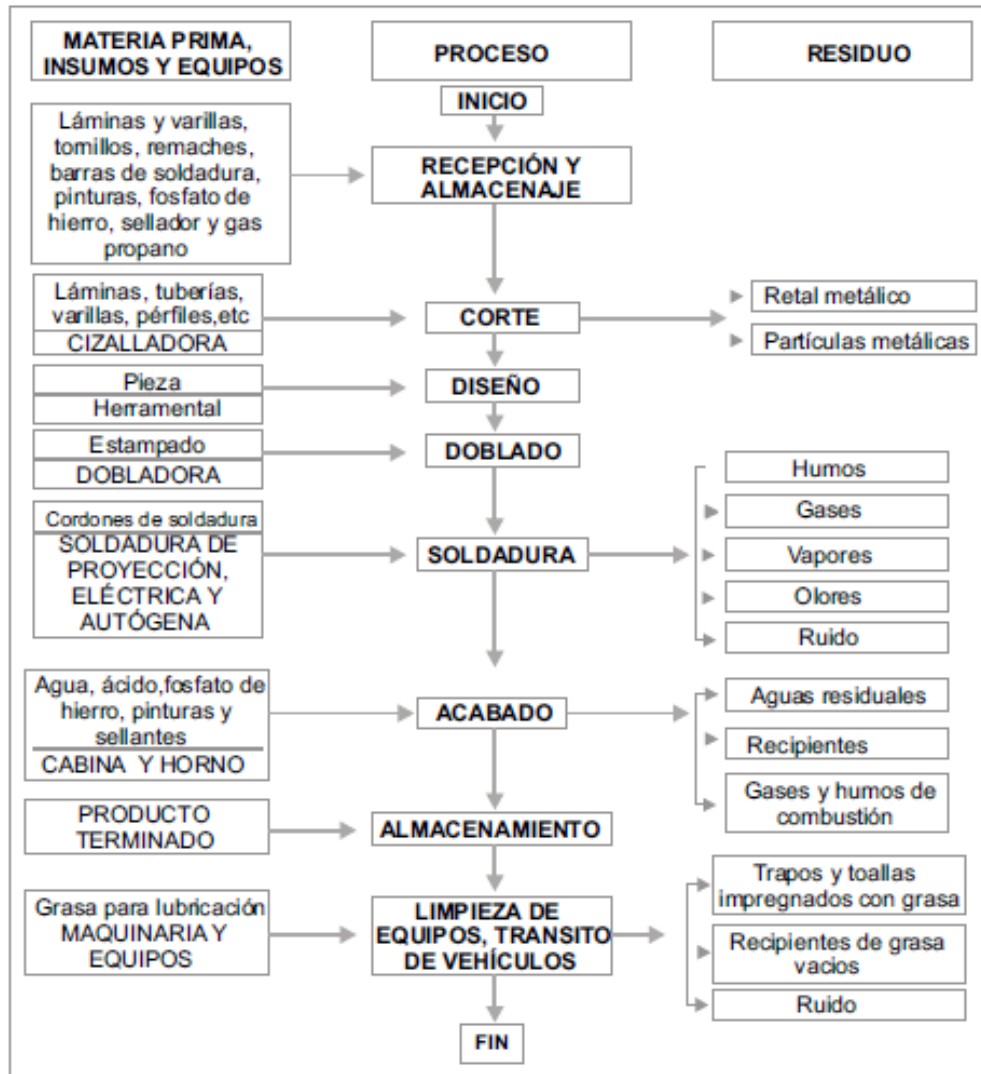 MATERIA PRIMA,
INSUMOS Y EQUIPOS
PROCESO
RESIDUO
INICIO
Láminas y varillas,
tornillos, remaches,
barras de soldadura,
pinturas, fosfato de
hierro, sellador y gas
propano
RECEPCIÓN Y
ALMACENAJE
Láminas, tuberías,
varillas, pérfiles,etc
CIZALLADORA
CORTE
Retal metálico
Partículas metálicas
Pieza
Herramental
DISEÑO
Estampado
DOBLADORA
DOBLADO
Cordones de soldadura
SOLDADURA DE
PROYECCIÓN,
ELÉCTRICA Y
AUTÓGENA
SOLDADURA
Humos
Gases
Vapores
Olores
Ruido
Agua, ácido,fosfato de
hierro, pinturas y
sellantes
CABINA Y HORNO
ACABADO
Aguas residuales
Recipientes
Gases y humos de
combustión
PRODUCTO
TERMINADO
ALMACENAMIENTO
Grasa para lubricación
MAQUINARIA Y
EQUIPOS
LIMPIEZA DE
EQUIPOS, TRANSITO
DE VEHÍCULOS
Trapos y toallas
impregnados con grasa
Recipientes de grasa
vacios
Ruido
FIN